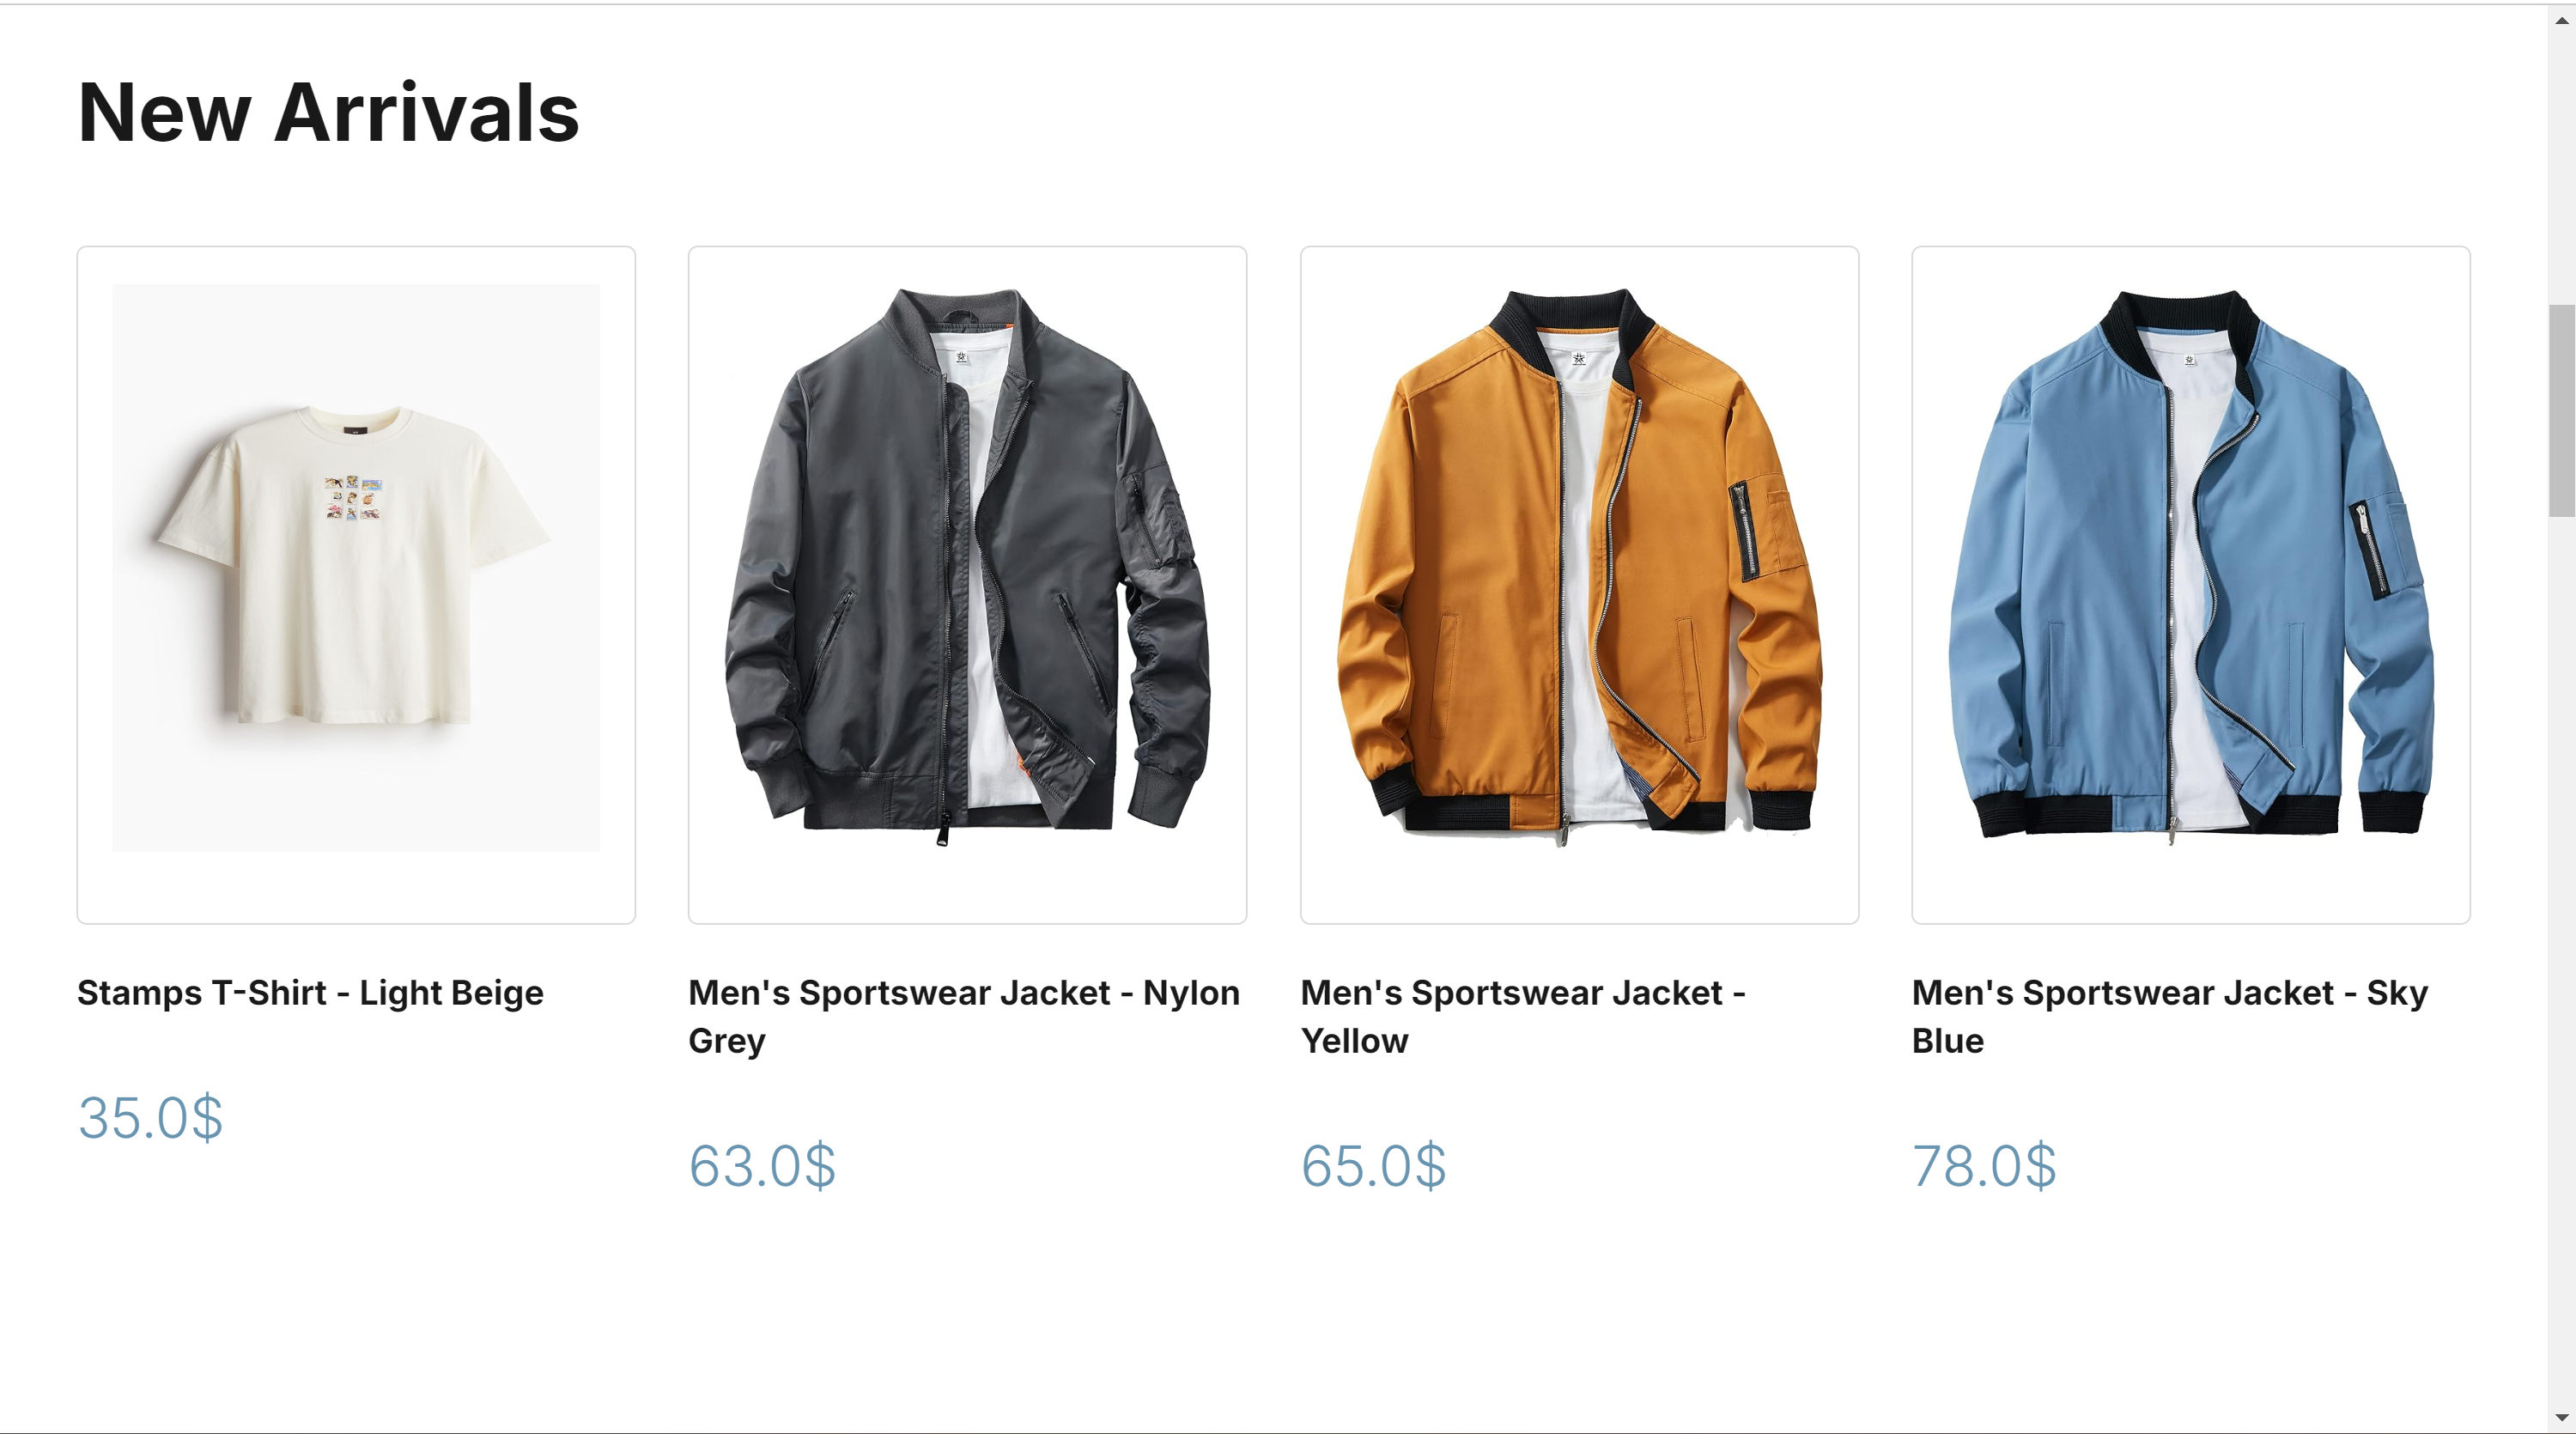 New Arrivals
Stamps T-Shirt - Light Beige
35.0$
Men's Sportswear Jacket - Nylon
Grey
63.0$
Men's Sportswear Jacket -
Yellow
65.0$
Men's Sportswear Jacket - Sky
Blue
78.0$